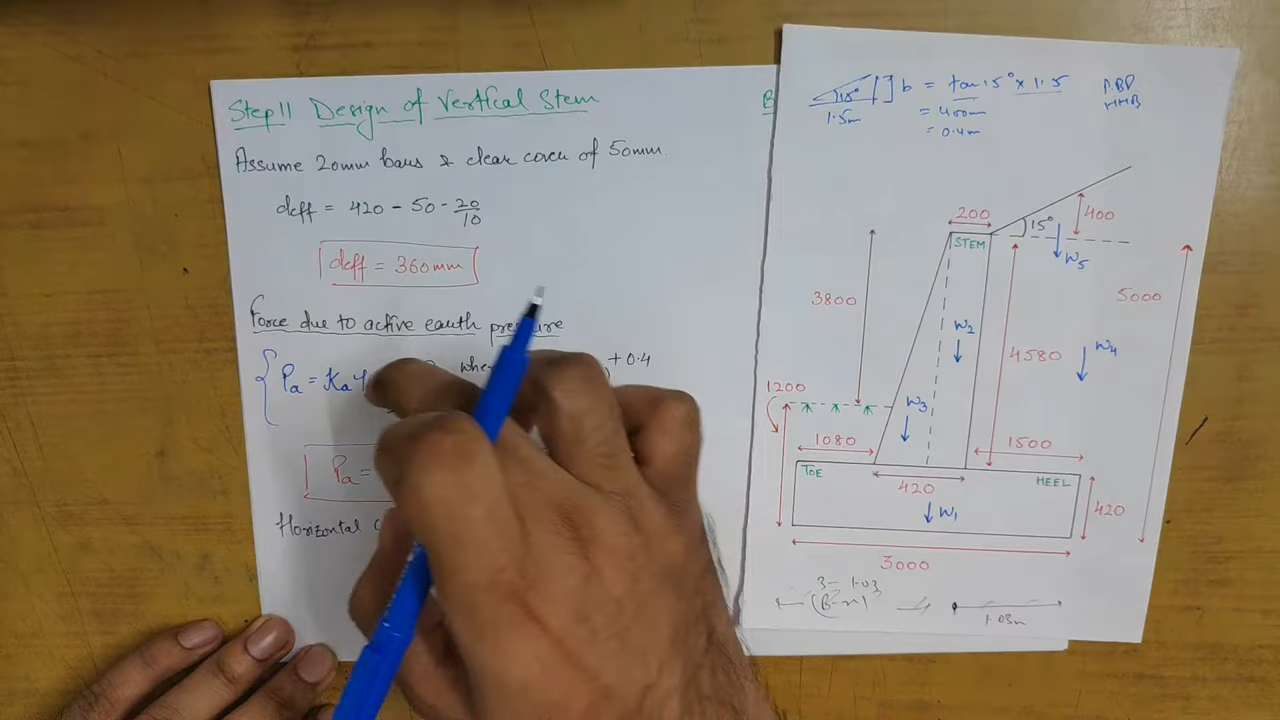 Step 11 Design of Vertical Stem
Assume 20mm bars & clear cover of 50mm.
deff = 420 - 50 - 20/10
deff = 360mm
Force due to active earth pressure
Pa = Ka
+ 0.4
Pa =
Horizontal
B
15°
1.5m
b = tan 15° × 1.5
= 400mm
= 0.4m
200
400
15°
STEM
W5
3800
5000
W2
4580
W4
1200
W3
1080
1500
TOE
HEEL
420
W1
420
3000
3 - 1.03
(B-x)
1.03m